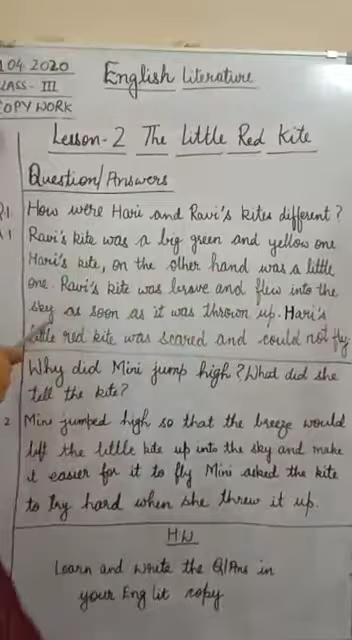 04.2020
English Literature
CLASS- III
COPY WORK
Lesson-2 The Little Red Kite
Question/Answers
Q1 How were Hari and Ravi's kites different?
A1 Ravi's kite was a big green and yellow one
Hari's kite, on the other hand was a little
one. Ravi's kite was brave and flew into the
sky as soon as it was thrown up. Hari's
little red kite was scared and could not fly
Why did Mini jump high? What did she
tell the kite?
2 Mini jumped high so that the breeze would
lift the little kite up into the sky and make
it easier for it to fly Mini asked the kite
to try hard when she threw it up.
H.W
Learn and write the Q/Ans in
your Eng lit copy